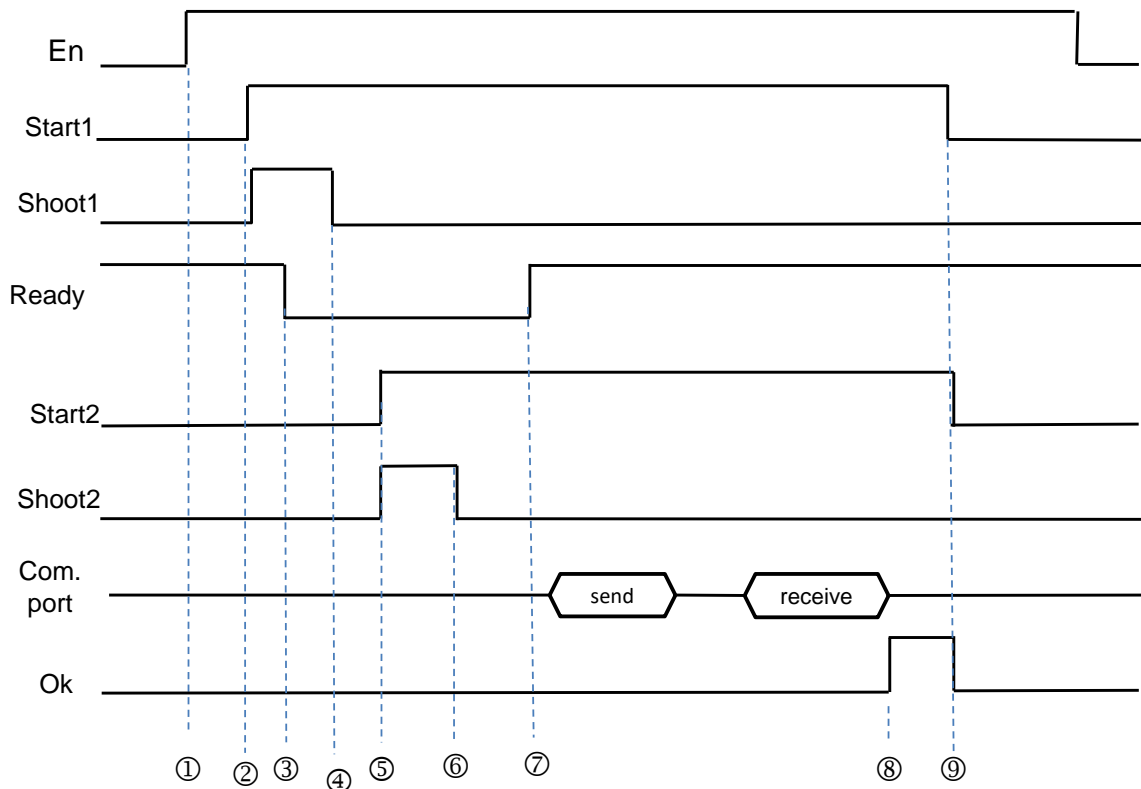 En
Start1
Shoot1
Ready
Start2
Shoot2
Com.
port
send
receive
Ok
① ② ③ ④ ⑤ ⑥ ⑦ ⑧ ⑨